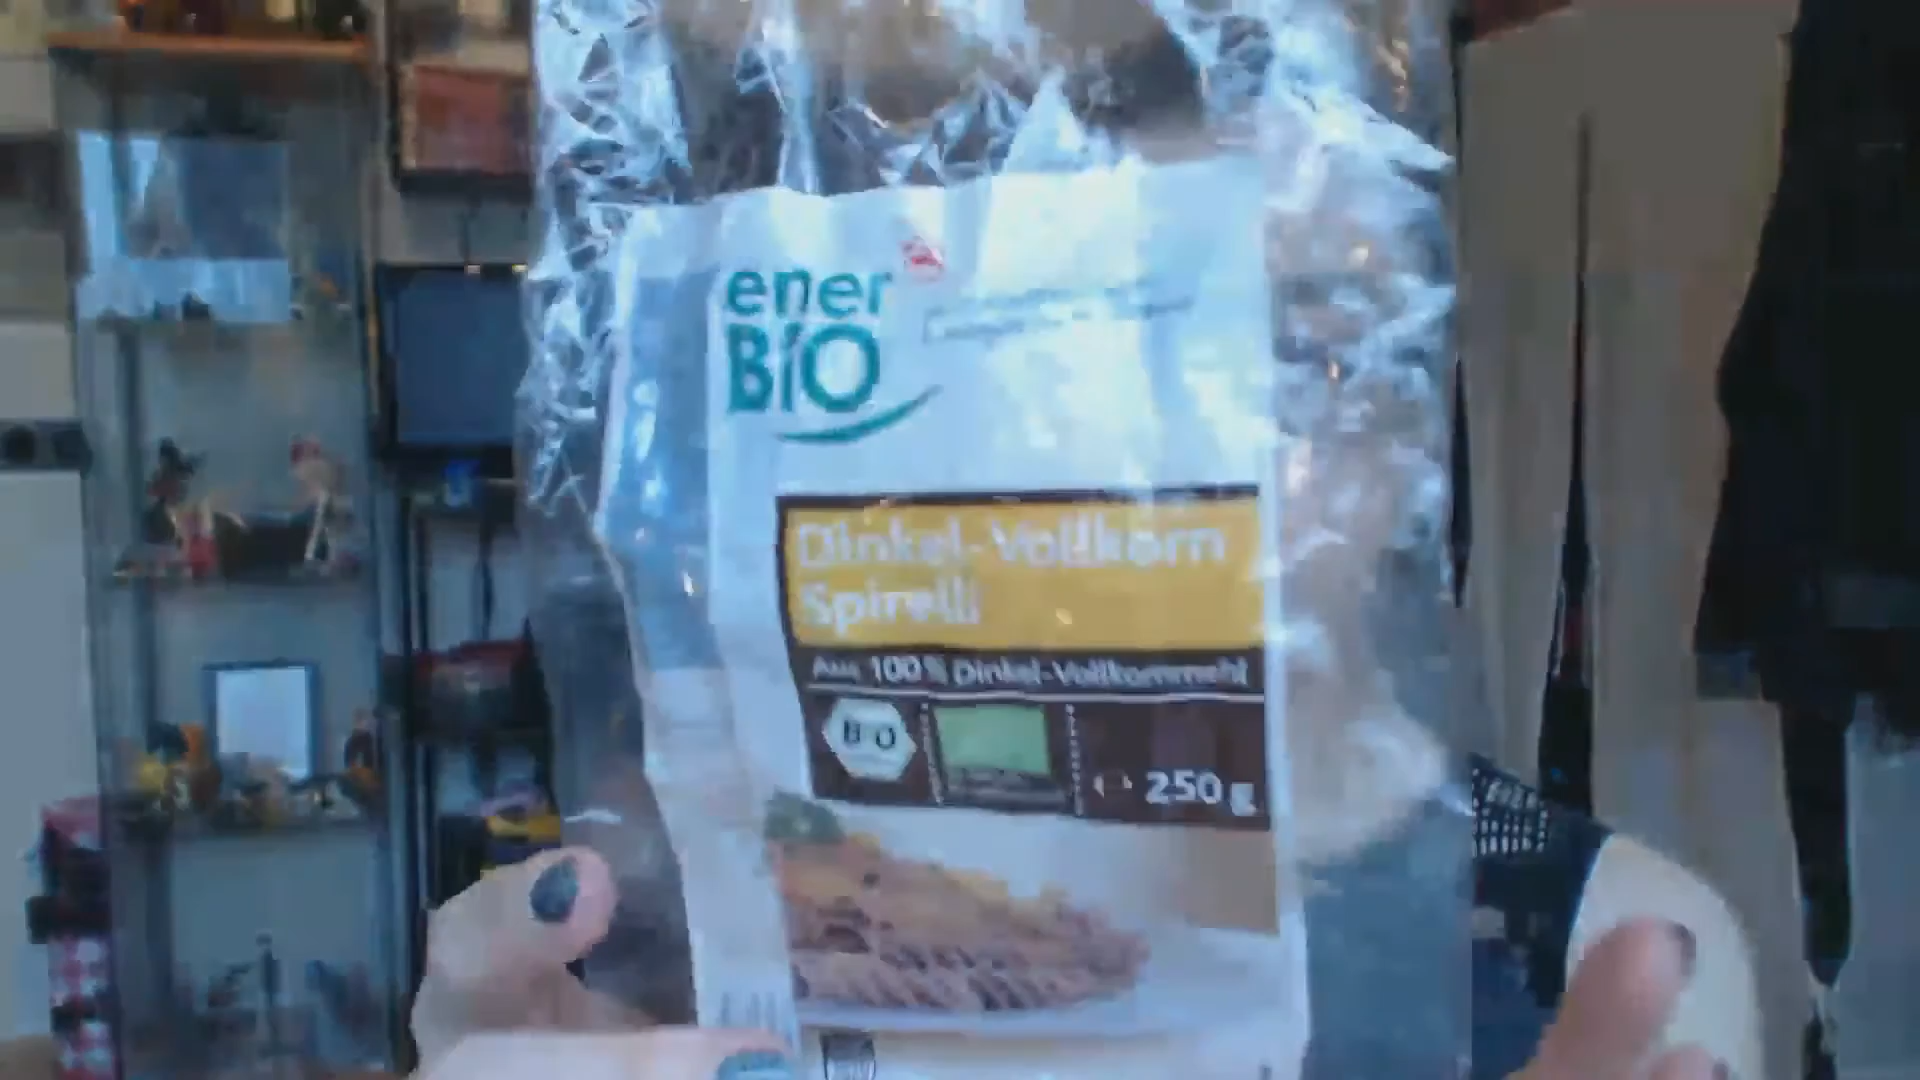 ener
BiO
Dinkel-Vollkorn
Spirelli
Aus 100% Dinkel-Vollkornmehl
BIO
250 g